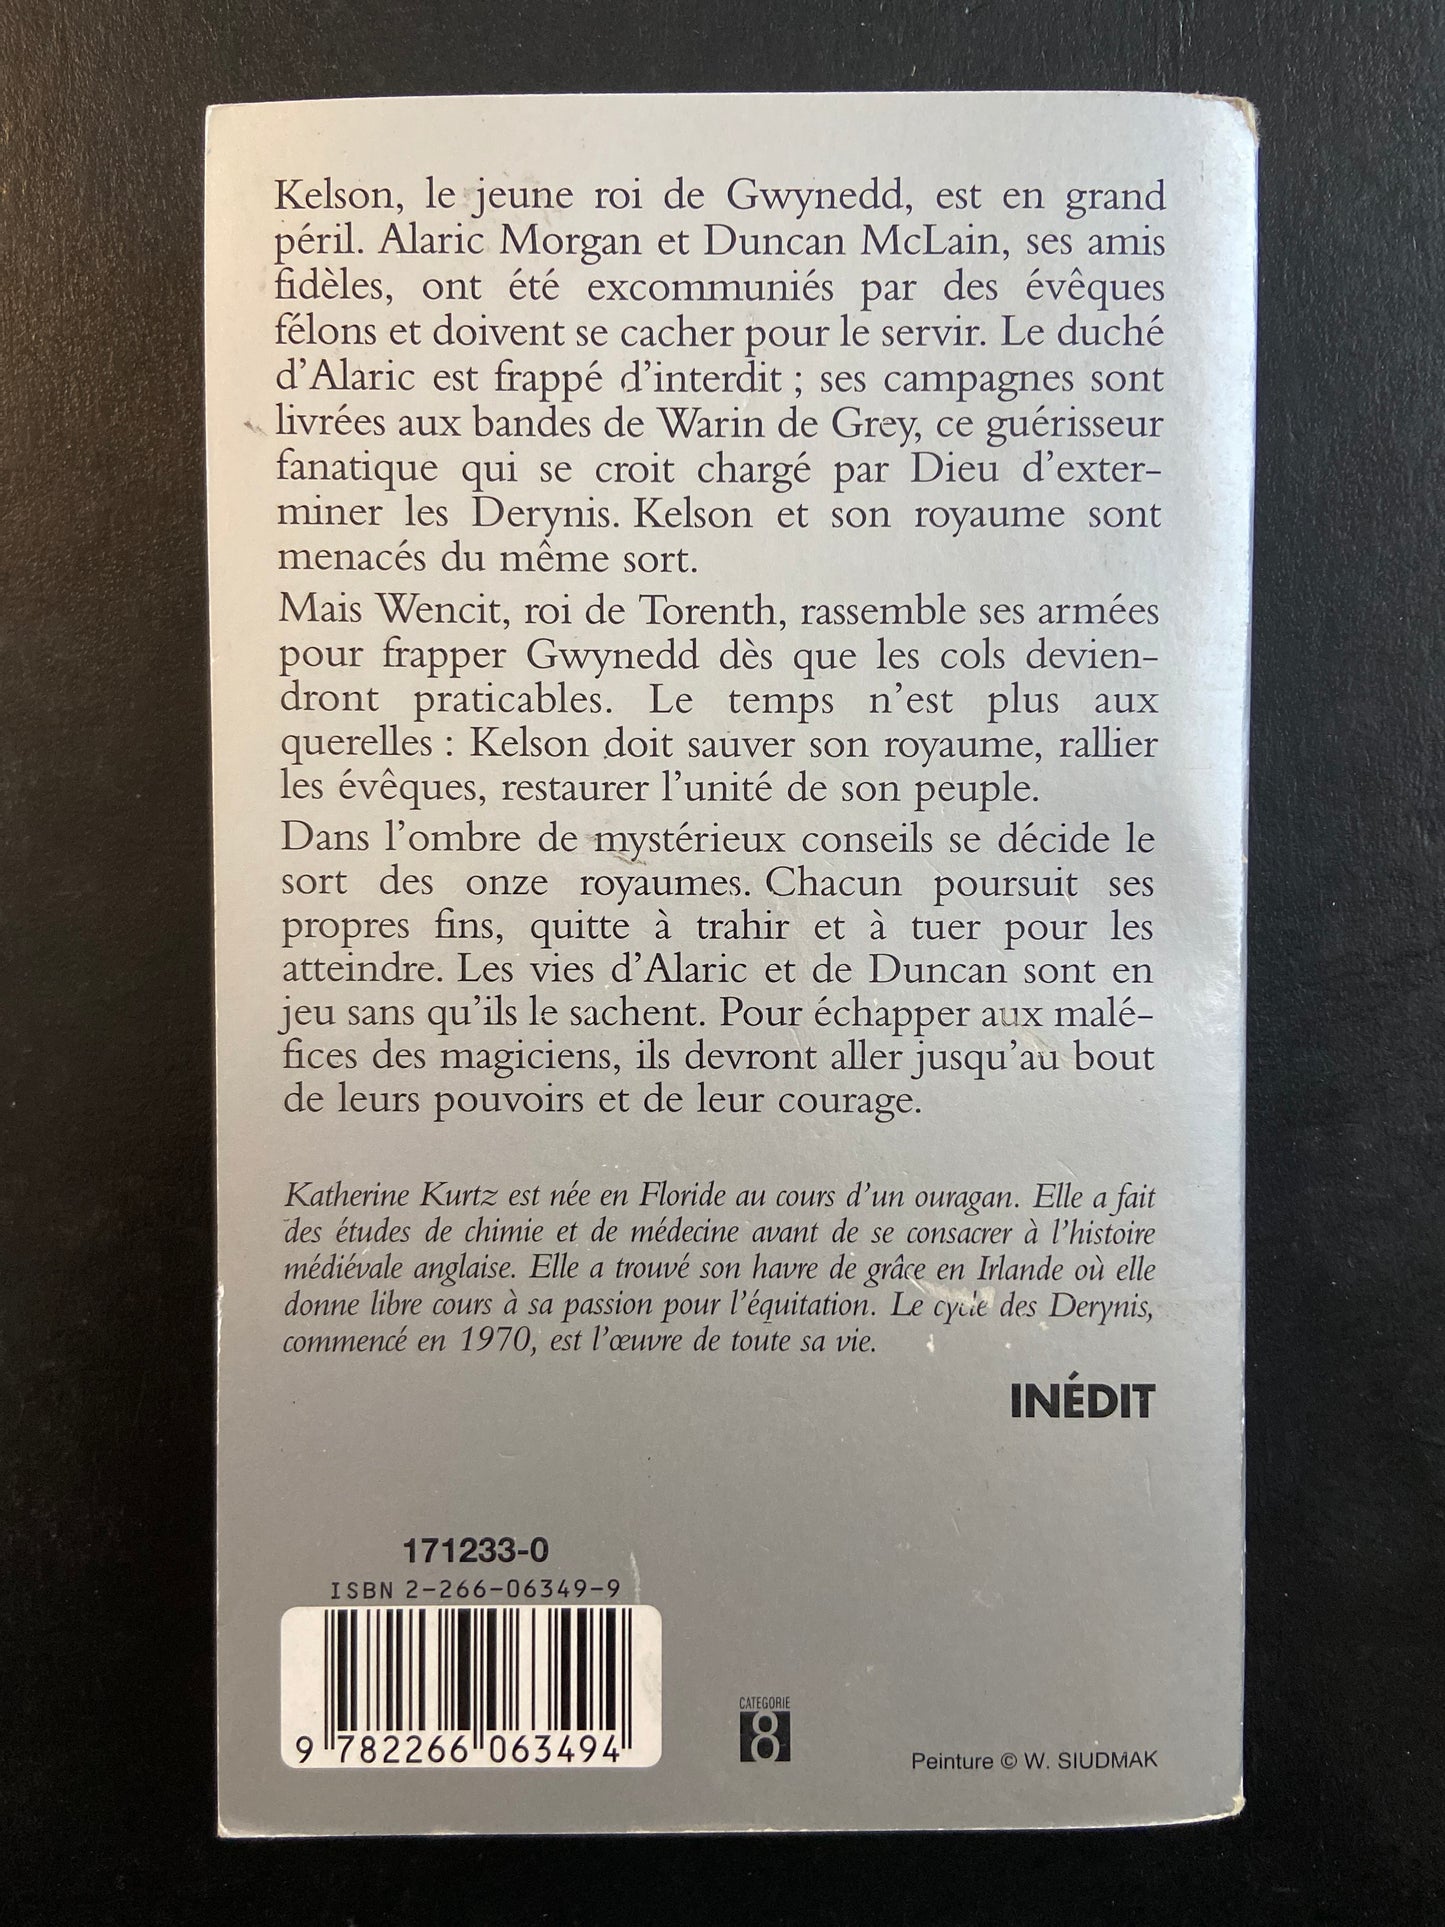 Kelson, le jeune roi de Gwynedd, est en grand
péril. Alaric Morgan et Duncan McLain, ses amis
fidèles, ont été excommuniés par des évêques
félons et doivent se cacher pour le servir. Le duché
d'Alaric est frappé d'interdit ; ses campagnes sont
livrées aux bandes de Warin de Grey, ce guérisseur
fanatique qui se croit chargé par Dieu d'exter-
miner les Derynis. Kelson et son royaume sont
menacés du même sort.
Mais Wencit, roi de Torenth, rassemble ses armées
pour frapper Gwynedd dès que les cols devien-
dront praticables. Le temps n'est plus aux
querelles : Kelson doit sauver son royaume, rallier
les évêques, restaurer l'unité de son peuple.
Dans l'ombre de mystérieux conseils se décide le
sort des onze royaumes. Chacun poursuit ses
propres fins, quitte à trahir et à tuer pour les
atteindre. Les vies d'Alaric et de Duncan sont en
jeu sans qu'ils le sachent. Pour échapper aux malé-
fices des magiciens, ils devront aller jusqu'au bout
de leurs pouvoirs et de leur courage.
Katherine Kurtz est née en Floride au cours d'un ouragan. Elle a fait
des études de chimie et de médecine avant de se consacrer à l'histoire
médiévale anglaise. Elle a trouvé son havre de grâce en Irlande où elle
donne libre cours à sa passion pour l'équitation. Le cycle des Derynis,
commencé en 1970, est l'œuvre de toute sa vie.
INÉDIT
171233-0
ISBN 2-266-06349-9
9 782266 063494
CATEGORIE
8
Peinture © W. SIUDMAK